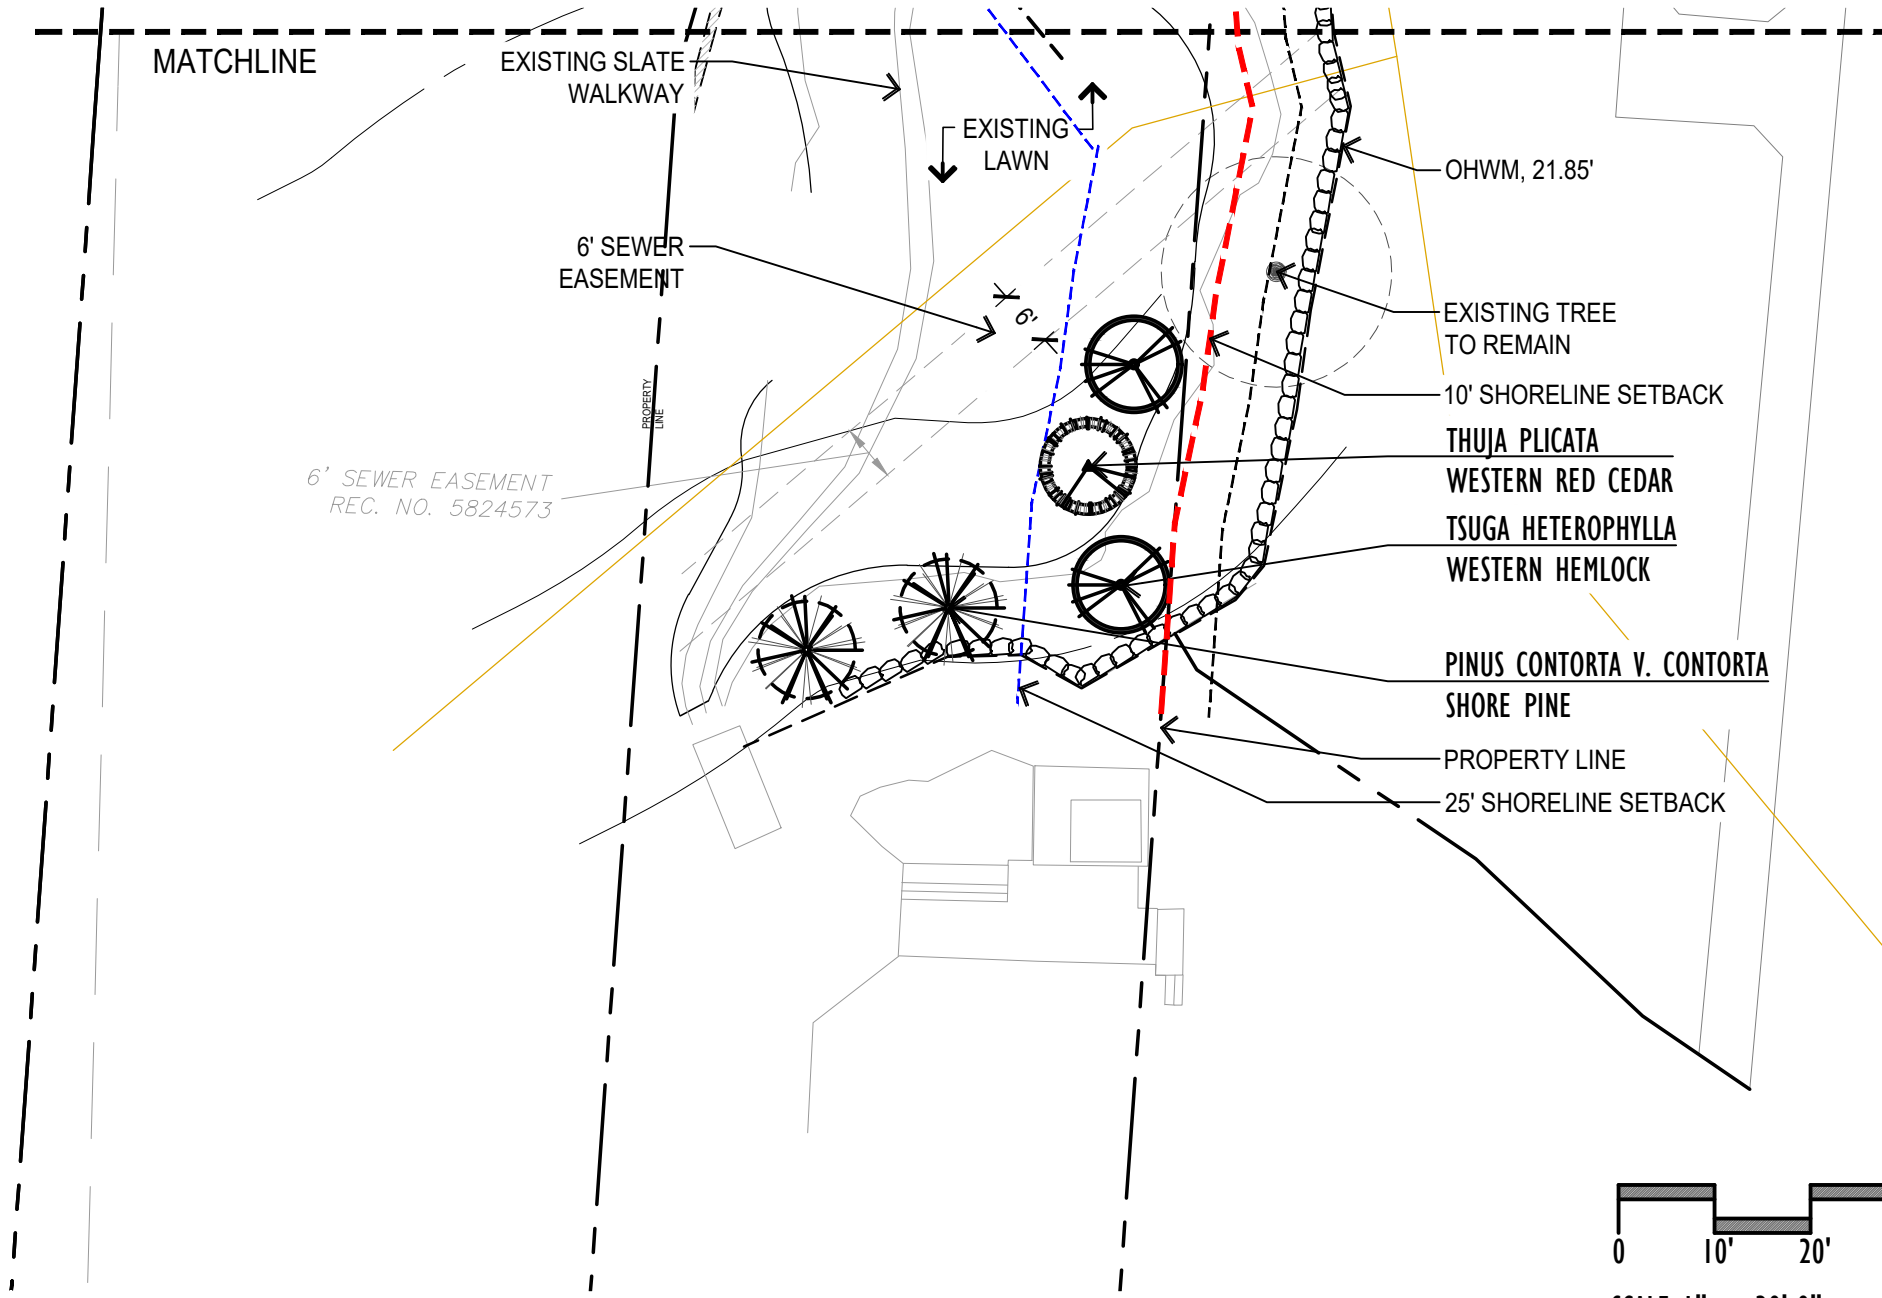 MATCHLINE
EXISTING SLATE
WALKWAY
EXISTING
LAWN
OHWM, 21.85'
6' SEWER
EASEMENT
6'
EXISTING TREE
TO REMAIN
10' SHORELINE SETBACK
PROPERTY
LINE
THUJA PLICATA
WESTERN RED CEDAR
6' SEWER EASEMENT
REC. NO. 5824573
TSUGA HETEROPHYLLA
WESTERN HEMLOCK
PINUS CONTORTA V. CONTORTA
SHORE PINE
PROPERTY LINE
25' SHORELINE SETBACK
0 10' 20'